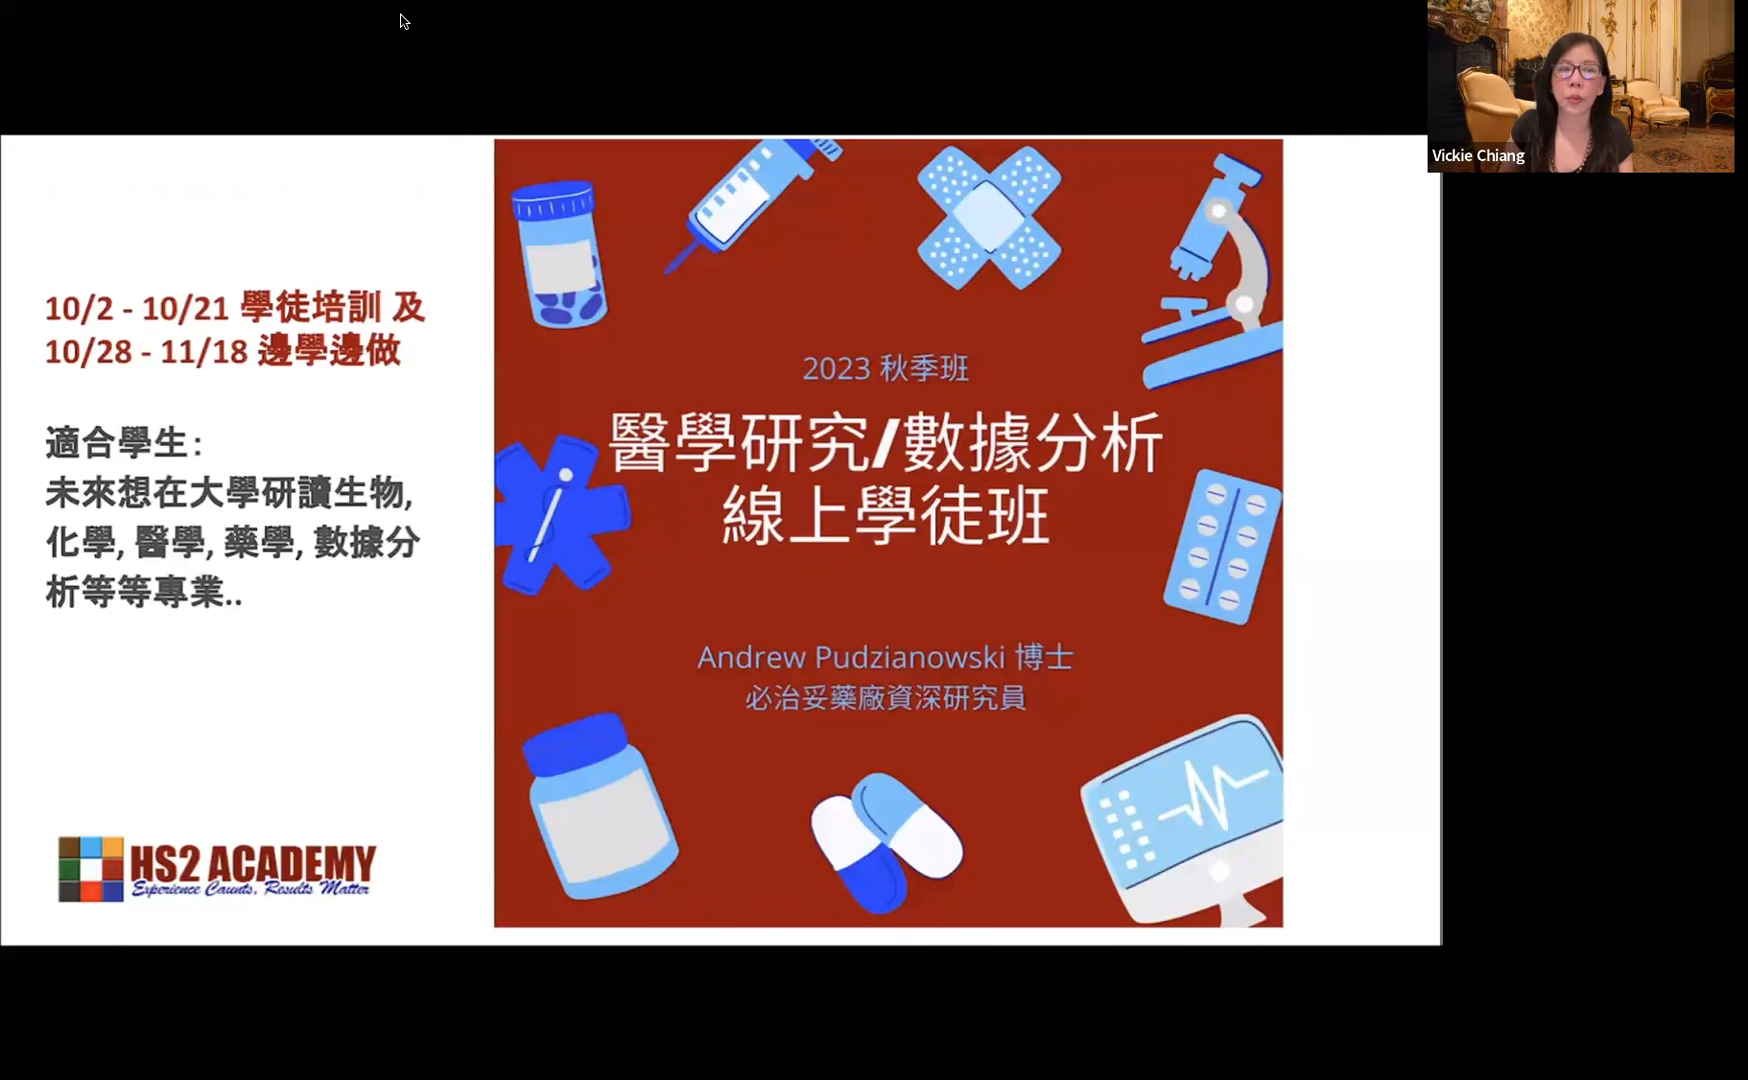 Vickie Chiang
10/2 - 10/21 學徒培訓 及
10/28 - 11/18 邊學邊做
適合學生:
未來想在大學研讀生物,
化學, 醫學, 藥學, 數據分
析等等專業..
HS2 ACADEMY
Experience Counts, Results Matter
2023 秋季班
醫學研究/數據分析
線上學徒班
Andrew Pudzianowski 博士
必治妥藥廠資深研究員